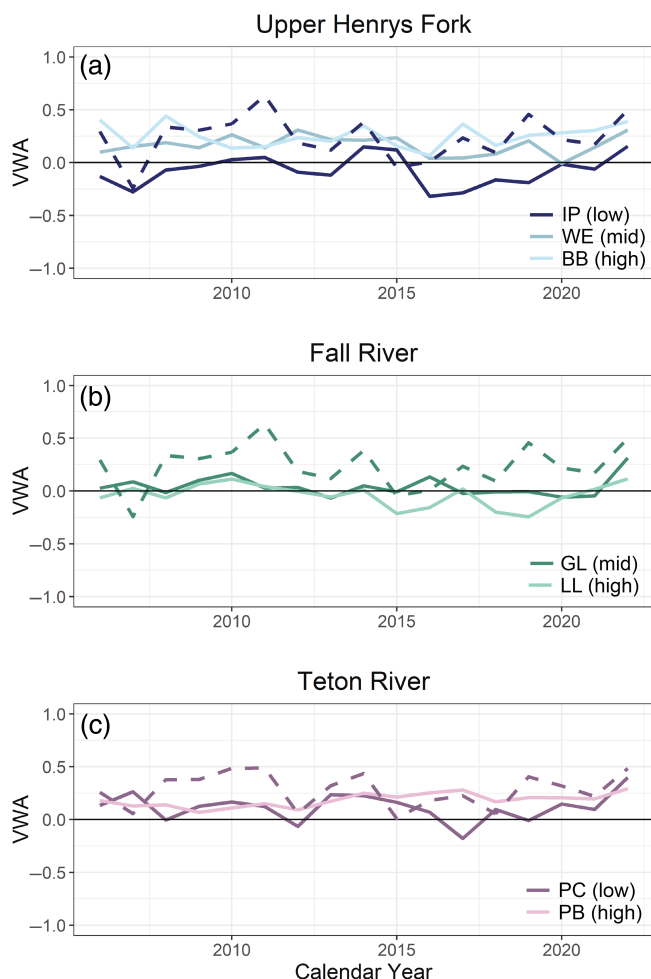 Upper Henrys Fork
(a)
VWA
1.0
0.5
0.0
−0.5
−1.0
IP (low)
WE (mid)
BB (high)
2010
2015
2020
Fall River
(b)
VWA
1.0
0.5
0.0
−0.5
−1.0
GL (mid)
LL (high)
2010
2015
2020
Teton River
(c)
VWA
1.0
0.5
0.0
−0.5
−1.0
PC (low)
PB (high)
2010
2015
2020
Calendar Year